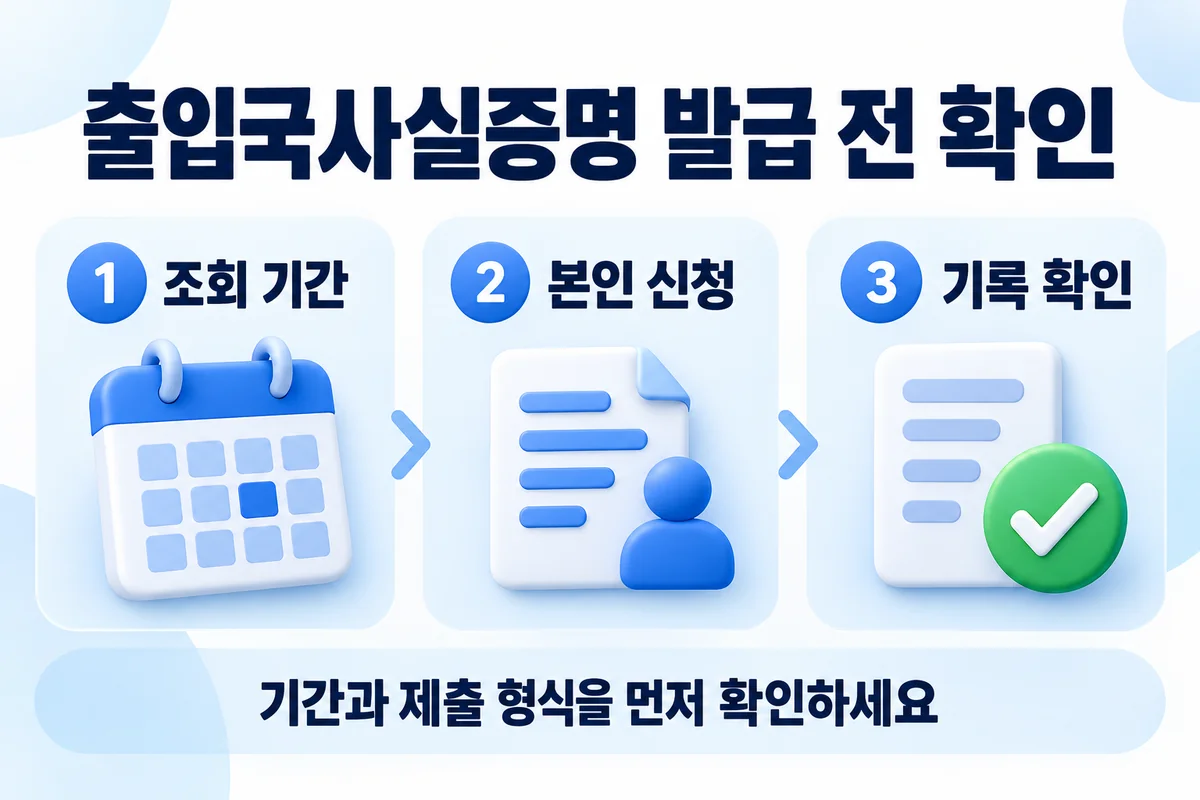 출입국사실증명 발급 전 확인
1 조회 기간
2 본인 신청
3 기록 확인
기간과 제출 형식을 먼저 확인하세요